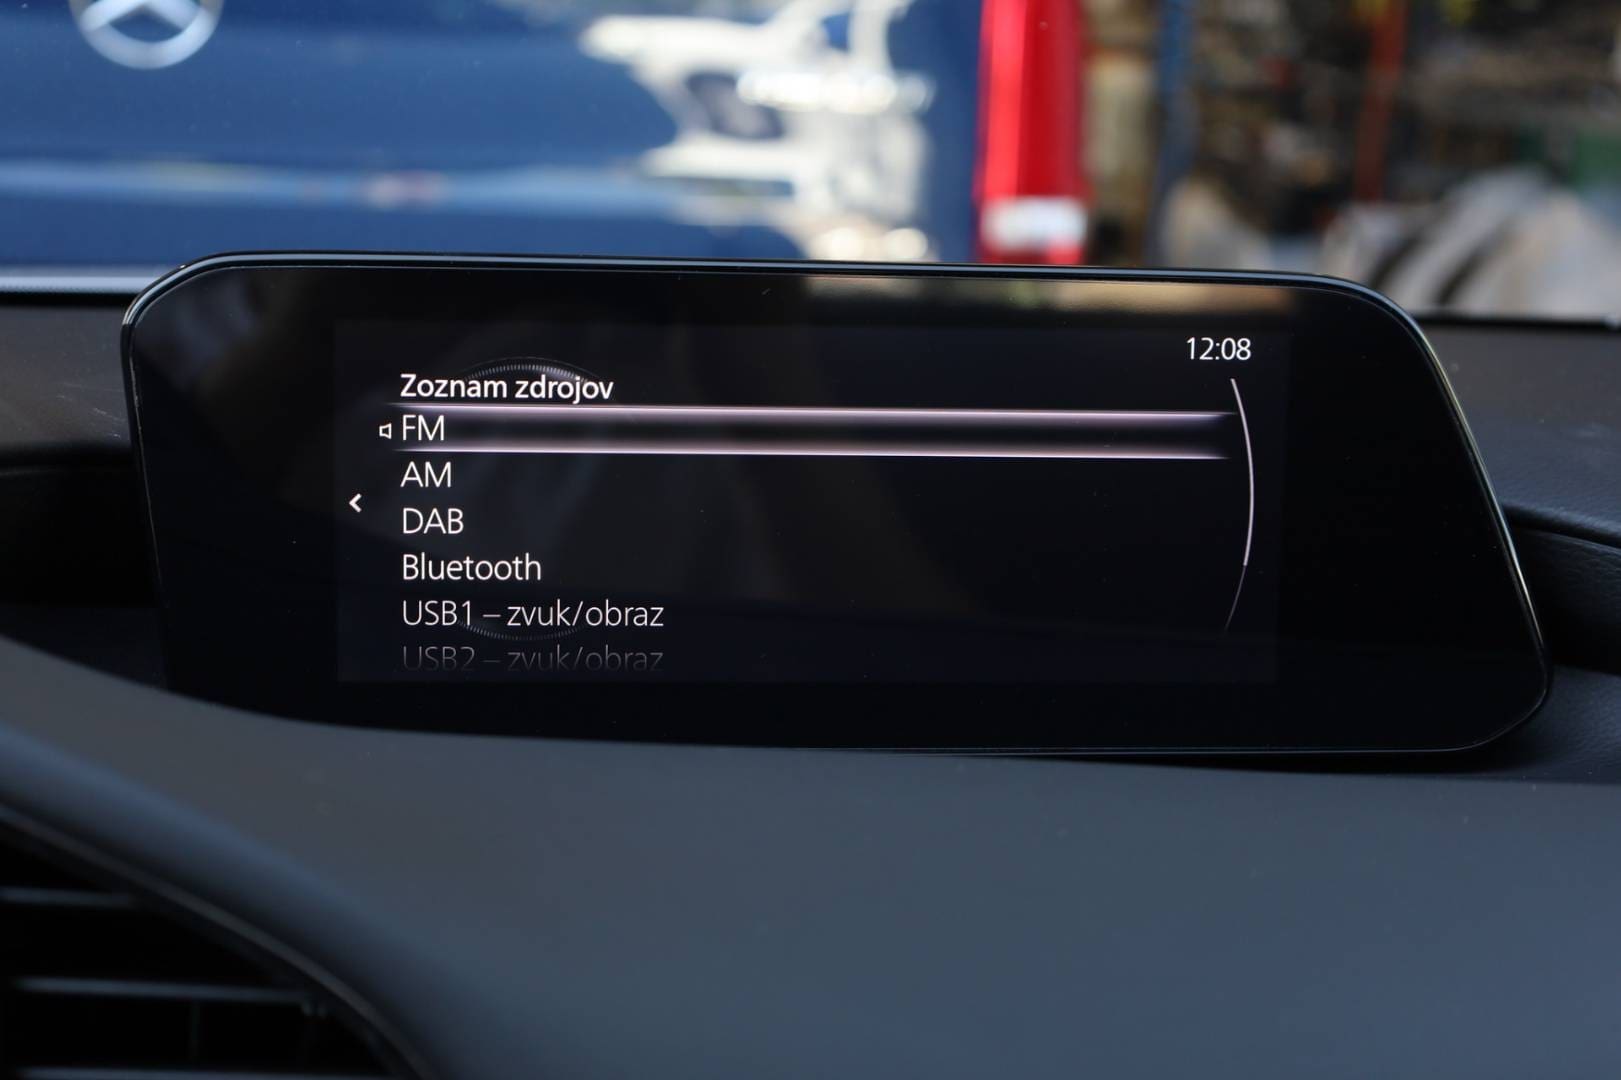 12:08
Zoznam zdrojov
FM
AM
DAB
Bluetooth
USB1 – zvuk/obraz
USB2 – zvuk/obraz